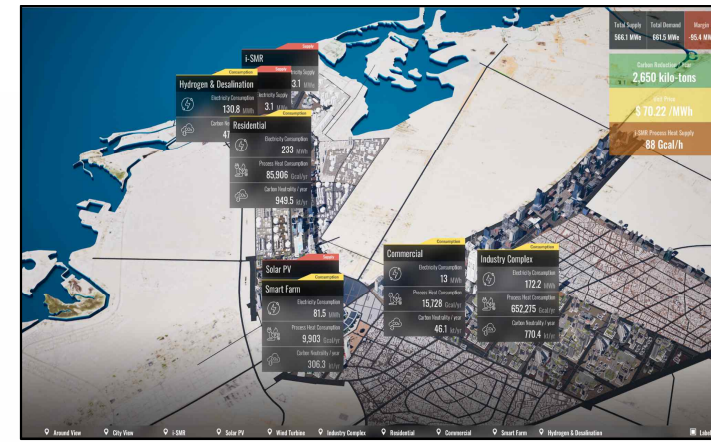 Total Supply Total Demand Margin
566.1 MWe 661.5 MWe -95.4 MW
Carbon Reduction / Year
2,650 kilo-tons
$ 70.22 /MWh
i-SMR Process Heat Supply
88 Gcal/h
Supply
i-SMR
Supply
3.1 MWh
Consumption
Hydrogen & Desalination
Electricity Consumption
130.8 MWh
Supply
Electricity Supply
3.1 MWh
Consumption
Residential
Electricity Consumption
233 MWh
Process Heat Consumption
85,906 Gcal/yr
Carbon Neutrality / year
949.5 kt/yr
Supply
Solar PV
Consumption
Smart Farm
Electricity Consumption
81.5 MWh
Process Heat Consumption
9,903 Gcal/yr
Carbon Neutrality / year
306.3 kt/yr
Consumption
Commercial
Electricity Consumption
13 MWh
Process Heat Consumption
15,728 Gcal/yr
Carbon Neutrality / year
46.1 kt/yr
Consumption
Industry Complex
Electricity Consumption
172.2 MWh
Process Heat Consumption
652,275 Gcal/yr
Carbon Neutrality / year
770.4 kt/yr
Around View City View i-SMR Solar PV Wind Turbine Industry Complex Residential Commercial Smart Farm Hydrogen & Desalination Label